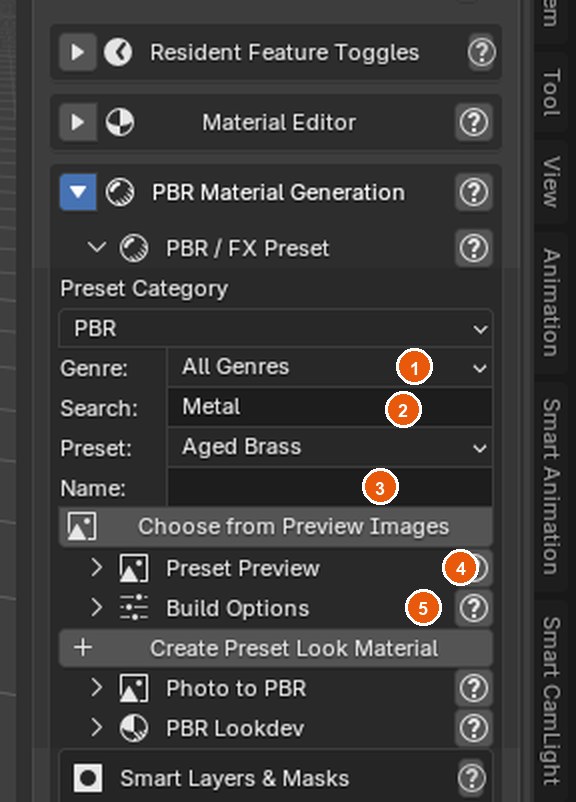 Resident Feature Toggles ?
Material Editor ?
PBR Material Generation ?
PBR / FX Preset ?
Preset Category
PBR
Genre: All Genres 1
Search: Metal 2
Preset: Aged Brass
Name: 3
Choose from Preview Images
Preset Preview 4
Build Options 5 ?
+ Create Preset Look Material
Photo to PBR ?
PBR Lookdev ?
Smart Layers & Masks ?
em
Tool
View
Animation
Smart Animation
Smart CamLight